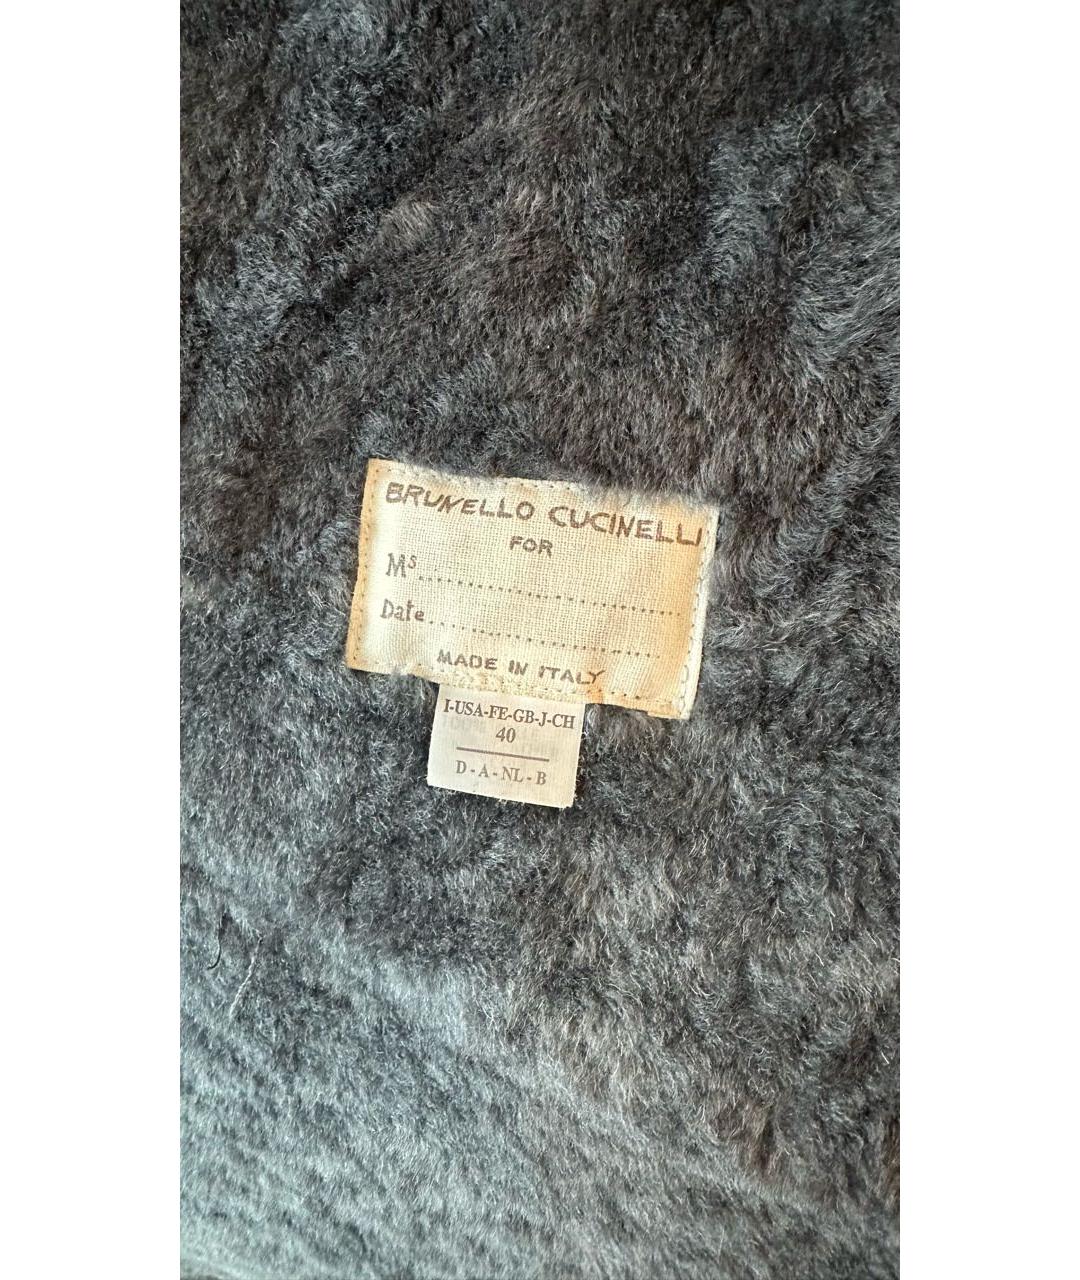 BRUNELLO CUCINELLI
FOR
Ms..............................
Date..........................
MADE IN ITALY
I-USA-FE-GB-J-CH
40
D - A - NL - B